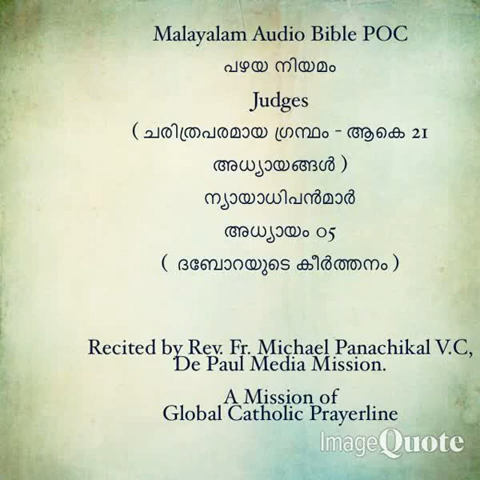 Malayalam Audio Bible POC
പഴയ നിയമം
Judges
( ചരിത്രപരമായ ഗ്രന്ഥം - ആകെ 21
അധ്യായങ്ങൾ )
ന്യായാധിപൻമാർ
അധ്യായം 05
( ദബോറയുടെ കീർത്തനം )
Recited by Rev. Fr. Michael Panachikal V.C,
De Paul Media Mission.
A Mission of
Global Catholic Prayerline
ImageQuote